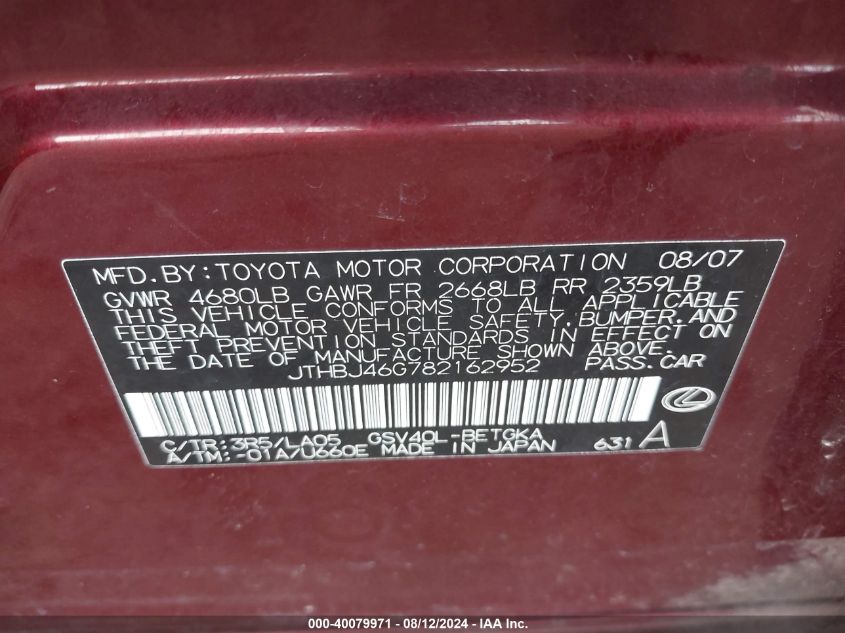 MFD.BY:TOYOTA MOTOR CORPORATION 08/07
GVWR 4680LB GAWR FR 2668LB RR 2359LB
THIS VEHICLE CONFORMS TO ALL APPLICABLE
FEDERAL MOTOR VEHICLE SAFETY,BUMPER,AND
THEFT PREVENTION STANDARDS IN EFFECT ON
THE DATE OF MANUFACTURE SHOWN ABOVE.
JTHBJ46G782162952 PASS.CAR
C/TR:3R5/LA05 GSV40L-BETGKA
A/TM:-01A/U660E MADE IN JAPAN 631 A
000-40079971 - 08/12/2024 - IAA Inc.